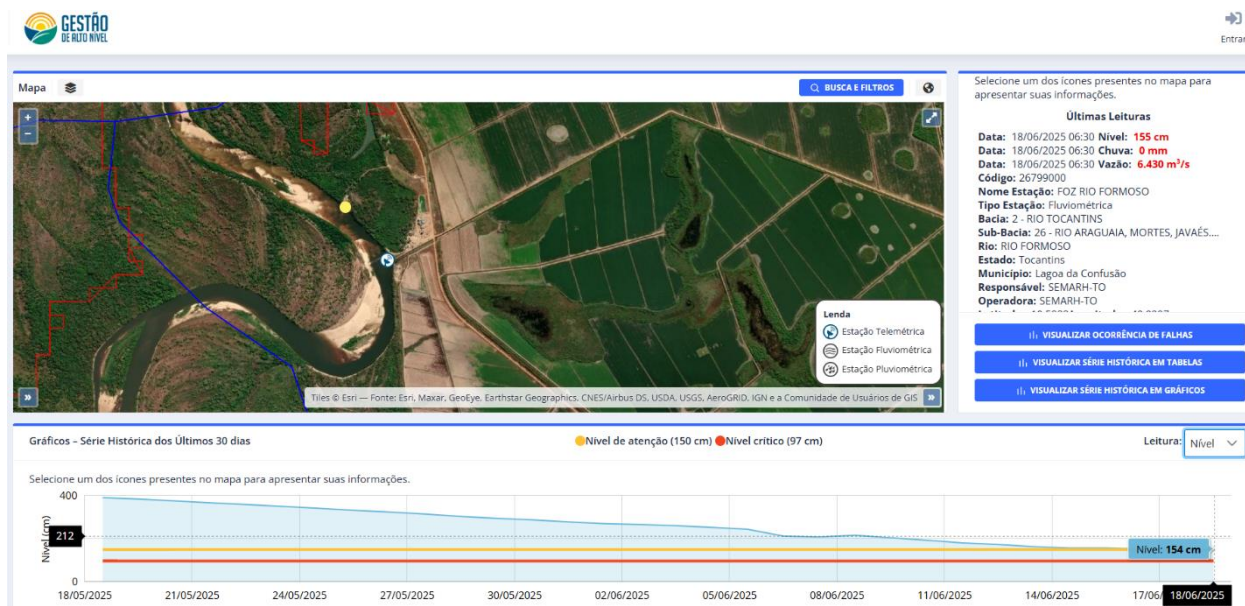 GESTÃO
DE ALTO NÍVEL
Entrar
Mapa
BUSCA E FILTROS
+
−
Lenda
Estação Telemétrica
Estação Fluviométrica
Estação Pluviométrica
»
Tiles © Esri — Fonte: Esri, Maxar, GeoEye, Earthstar Geographics, CNES/Airbus DS, USDA, USGS, AeroGRID, IGN e a Comunidade de Usuários de GIS
»
Selecione um dos ícones presentes no mapa para
apresentar suas informações.
Últimas Leituras
Data: 18/06/2025 06:30 Nível: 155 cm
Data: 18/06/2025 06:30 Chuva: 0 mm
Data: 18/06/2025 06:30 Vazão: 6.430 m³/s
Código: 26799000
Nome Estação: FOZ RIO FORMOSO
Tipo Estação: Fluviométrica
Bacia: 2 - RIO TOCANTINS
Sub-Bacia: 26 - RIO ARAGUAIA, MORTES, JAVAÉS....
Rio: RIO FORMOSO
Estado: Tocantins
Município: Lagoa da Confusão
Responsável: SEMARH-TO
Operadora: SEMARH-TO
VISUALIZAR OCORRÊNCIA DE FALHAS
VISUALIZAR SÉRIE HISTÓRICA EM TABELAS
VISUALIZAR SÉRIE HISTÓRICA EM GRÁFICOS
Gráficos – Série Histórica dos Últimos 30 dias
Nível de atenção (150 cm) Nível crítico (97 cm)
Leitura: Nível
Selecione um dos ícones presentes no mapa para apresentar suas informações.
Nível (cm)
400
212
0
Nível: 154 cm
18/05/2025 21/05/2025 24/05/2025 27/05/2025 30/05/2025 02/06/2025 05/06/2025 08/06/2025 11/06/2025 14/06/2025 17/06/ 18/06/2025